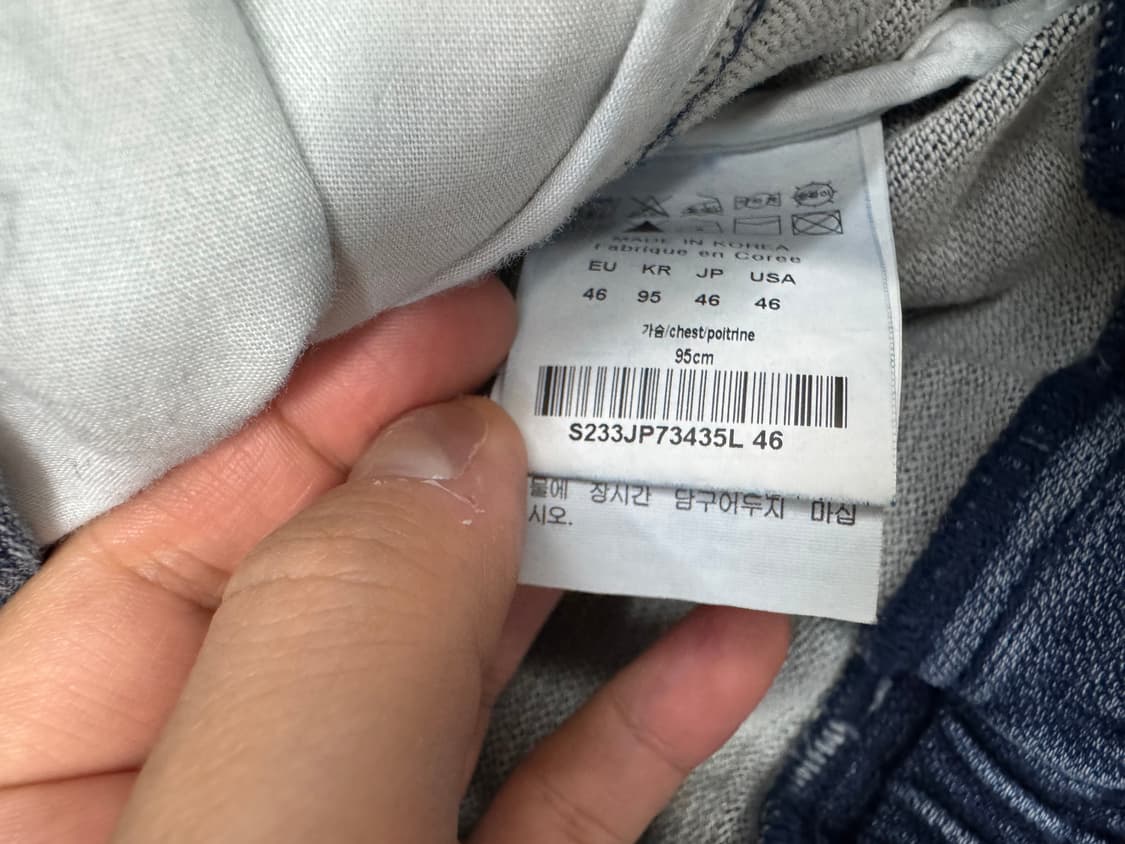 MADE IN KOREA
fabrique en Coree
EU KR JP USA
46 95 46 46
가슴/chest/poitrine
95cm
S233JP73435L 46
물에 장시간 담구어두지 마십
시오.